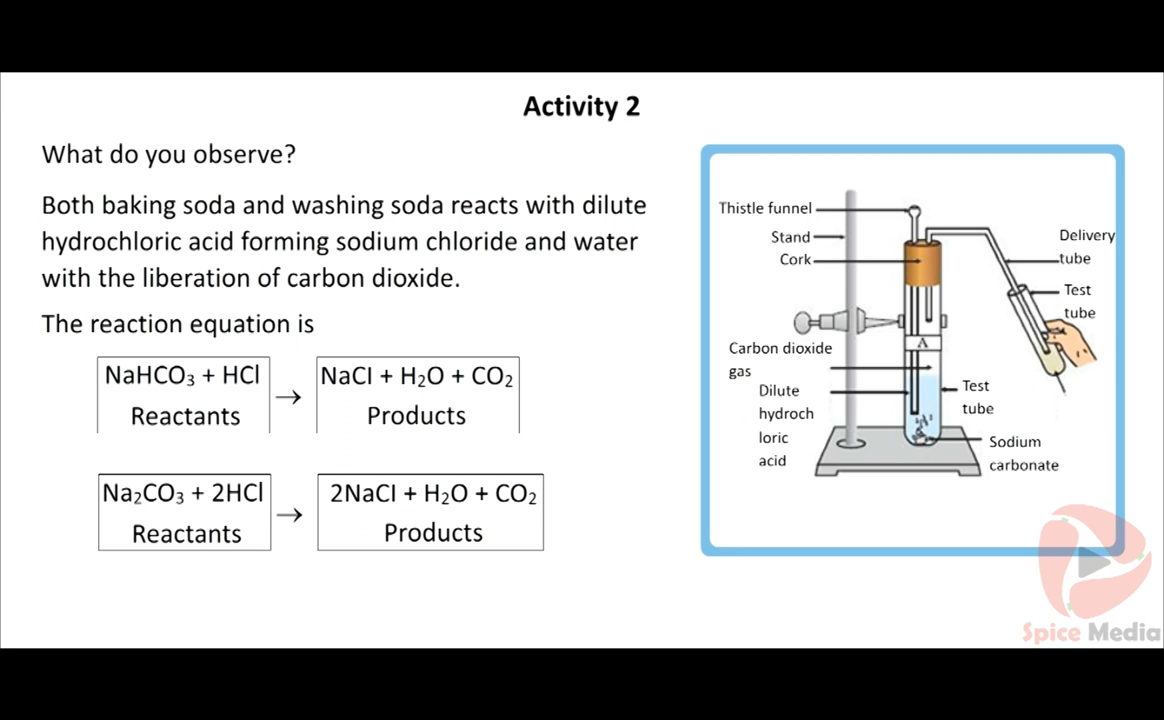 Activity 2
What do you observe?
Both baking soda and washing soda reacts with dilute
hydrochloric acid forming sodium chloride and water
with the liberation of carbon dioxide.
The reaction equation is
NaHCO₃ + HCl → NaCl + H₂O + CO₂
Reactants Products
Na₂CO₃ + 2HCl → 2NaCl + H₂O + CO₂
Reactants Products
Thistle funnel
Stand
Cork
Delivery
tube
Test
tube
A
Carbon dioxide
gas
Dilute
hydroch
loric
acid
Test
tube
Sodium
carbonate
Spice Media